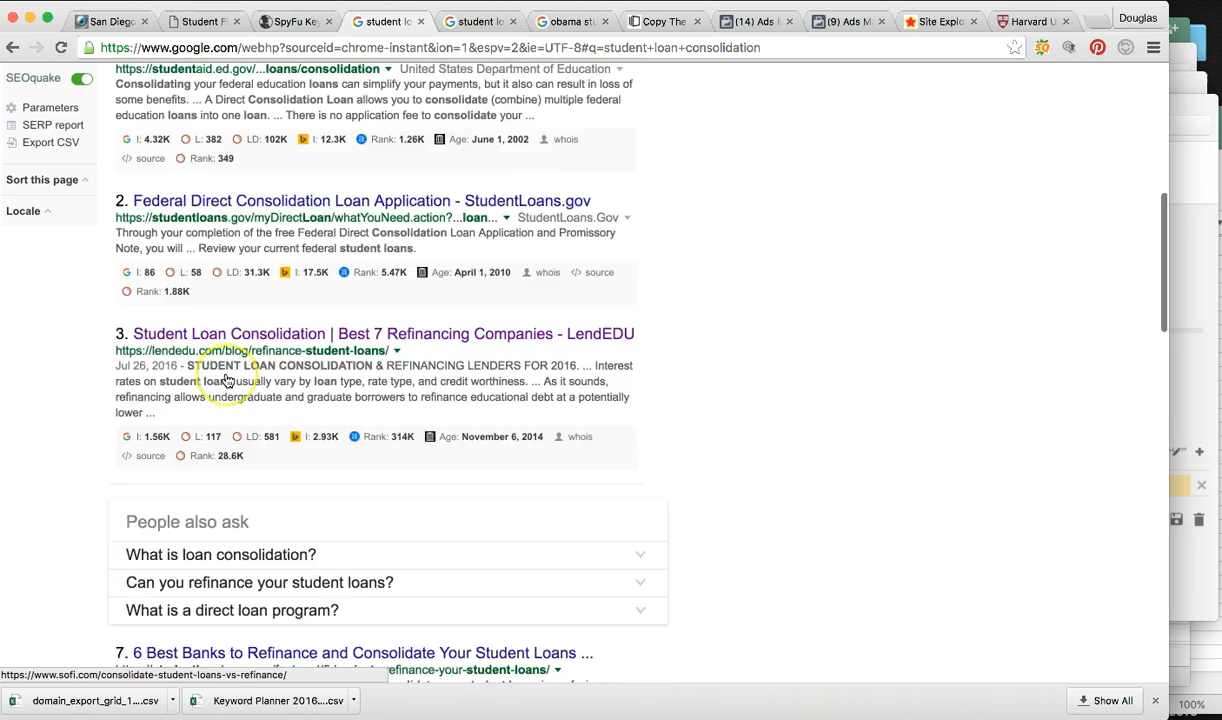 San Diego
Student Fi
SpyFu Key
student lo
student lo
obama stu
Copy The
(14) Ads M
(9) Ads M
Site Explo
Harvard U
Douglas
https://www.google.com/webhp?sourceid=chrome-instant&ion=1&espv=2&ie=UTF-8#q=student+loan+consolidation
SEOquake
Parameters
SERP report
Export CSV
Sort this page
Locale
https://studentaid.ed.gov/...loans/consolidation United States Department of Education
Consolidating your federal education loans can simplify your payments, but it also can result in loss of
some benefits. ... A Direct Consolidation Loan allows you to consolidate (combine) multiple federal
education loans into one loan. ... There is no application fee to consolidate your ...
I: 4.32K L: 382 LD: 102K I: 12.3K Rank: 1.26K Age: June 1, 2002 whois
source Rank: 349
2. Federal Direct Consolidation Loan Application - StudentLoans.gov
https://studentloans.gov/myDirectLoan/whatYouNeed.action?...loan... StudentLoans.Gov
Through your completion of the free Federal Direct Consolidation Loan Application and Promissory
Note, you will ... Review your current federal student loans.
I: 86 L: 58 LD: 31.3K I: 17.5K Rank: 5.47K Age: April 1, 2010 whois source
Rank: 1.88K
3. Student Loan Consolidation | Best 7 Refinancing Companies - LendEDU
https://lendedu.com/blog/refinance-student-loans/
Jul 26, 2016 - STUDENT LOAN CONSOLIDATION & REFINANCING LENDERS FOR 2016. ... Interest
rates on student loans usually vary by loan type, rate type, and credit worthiness. ... As it sounds,
refinancing allows undergraduate and graduate borrowers to refinance educational debt at a potentially
lower ...
I: 1.56K L: 117 LD: 581 I: 2.93K Rank: 314K Age: November 6, 2014 whois
source Rank: 28.6K
People also ask
What is loan consolidation?
Can you refinance your student loans?
What is a direct loan program?
7. 6 Best Banks to Refinance and Consolidate Your Student Loans ...
refinance-your-student-loans/
https://www.sofi.com/consolidate-student-loans-vs-refinance/
domain_export_grid_1....csv
Keyword Planner 2016....csv
Show All
100%